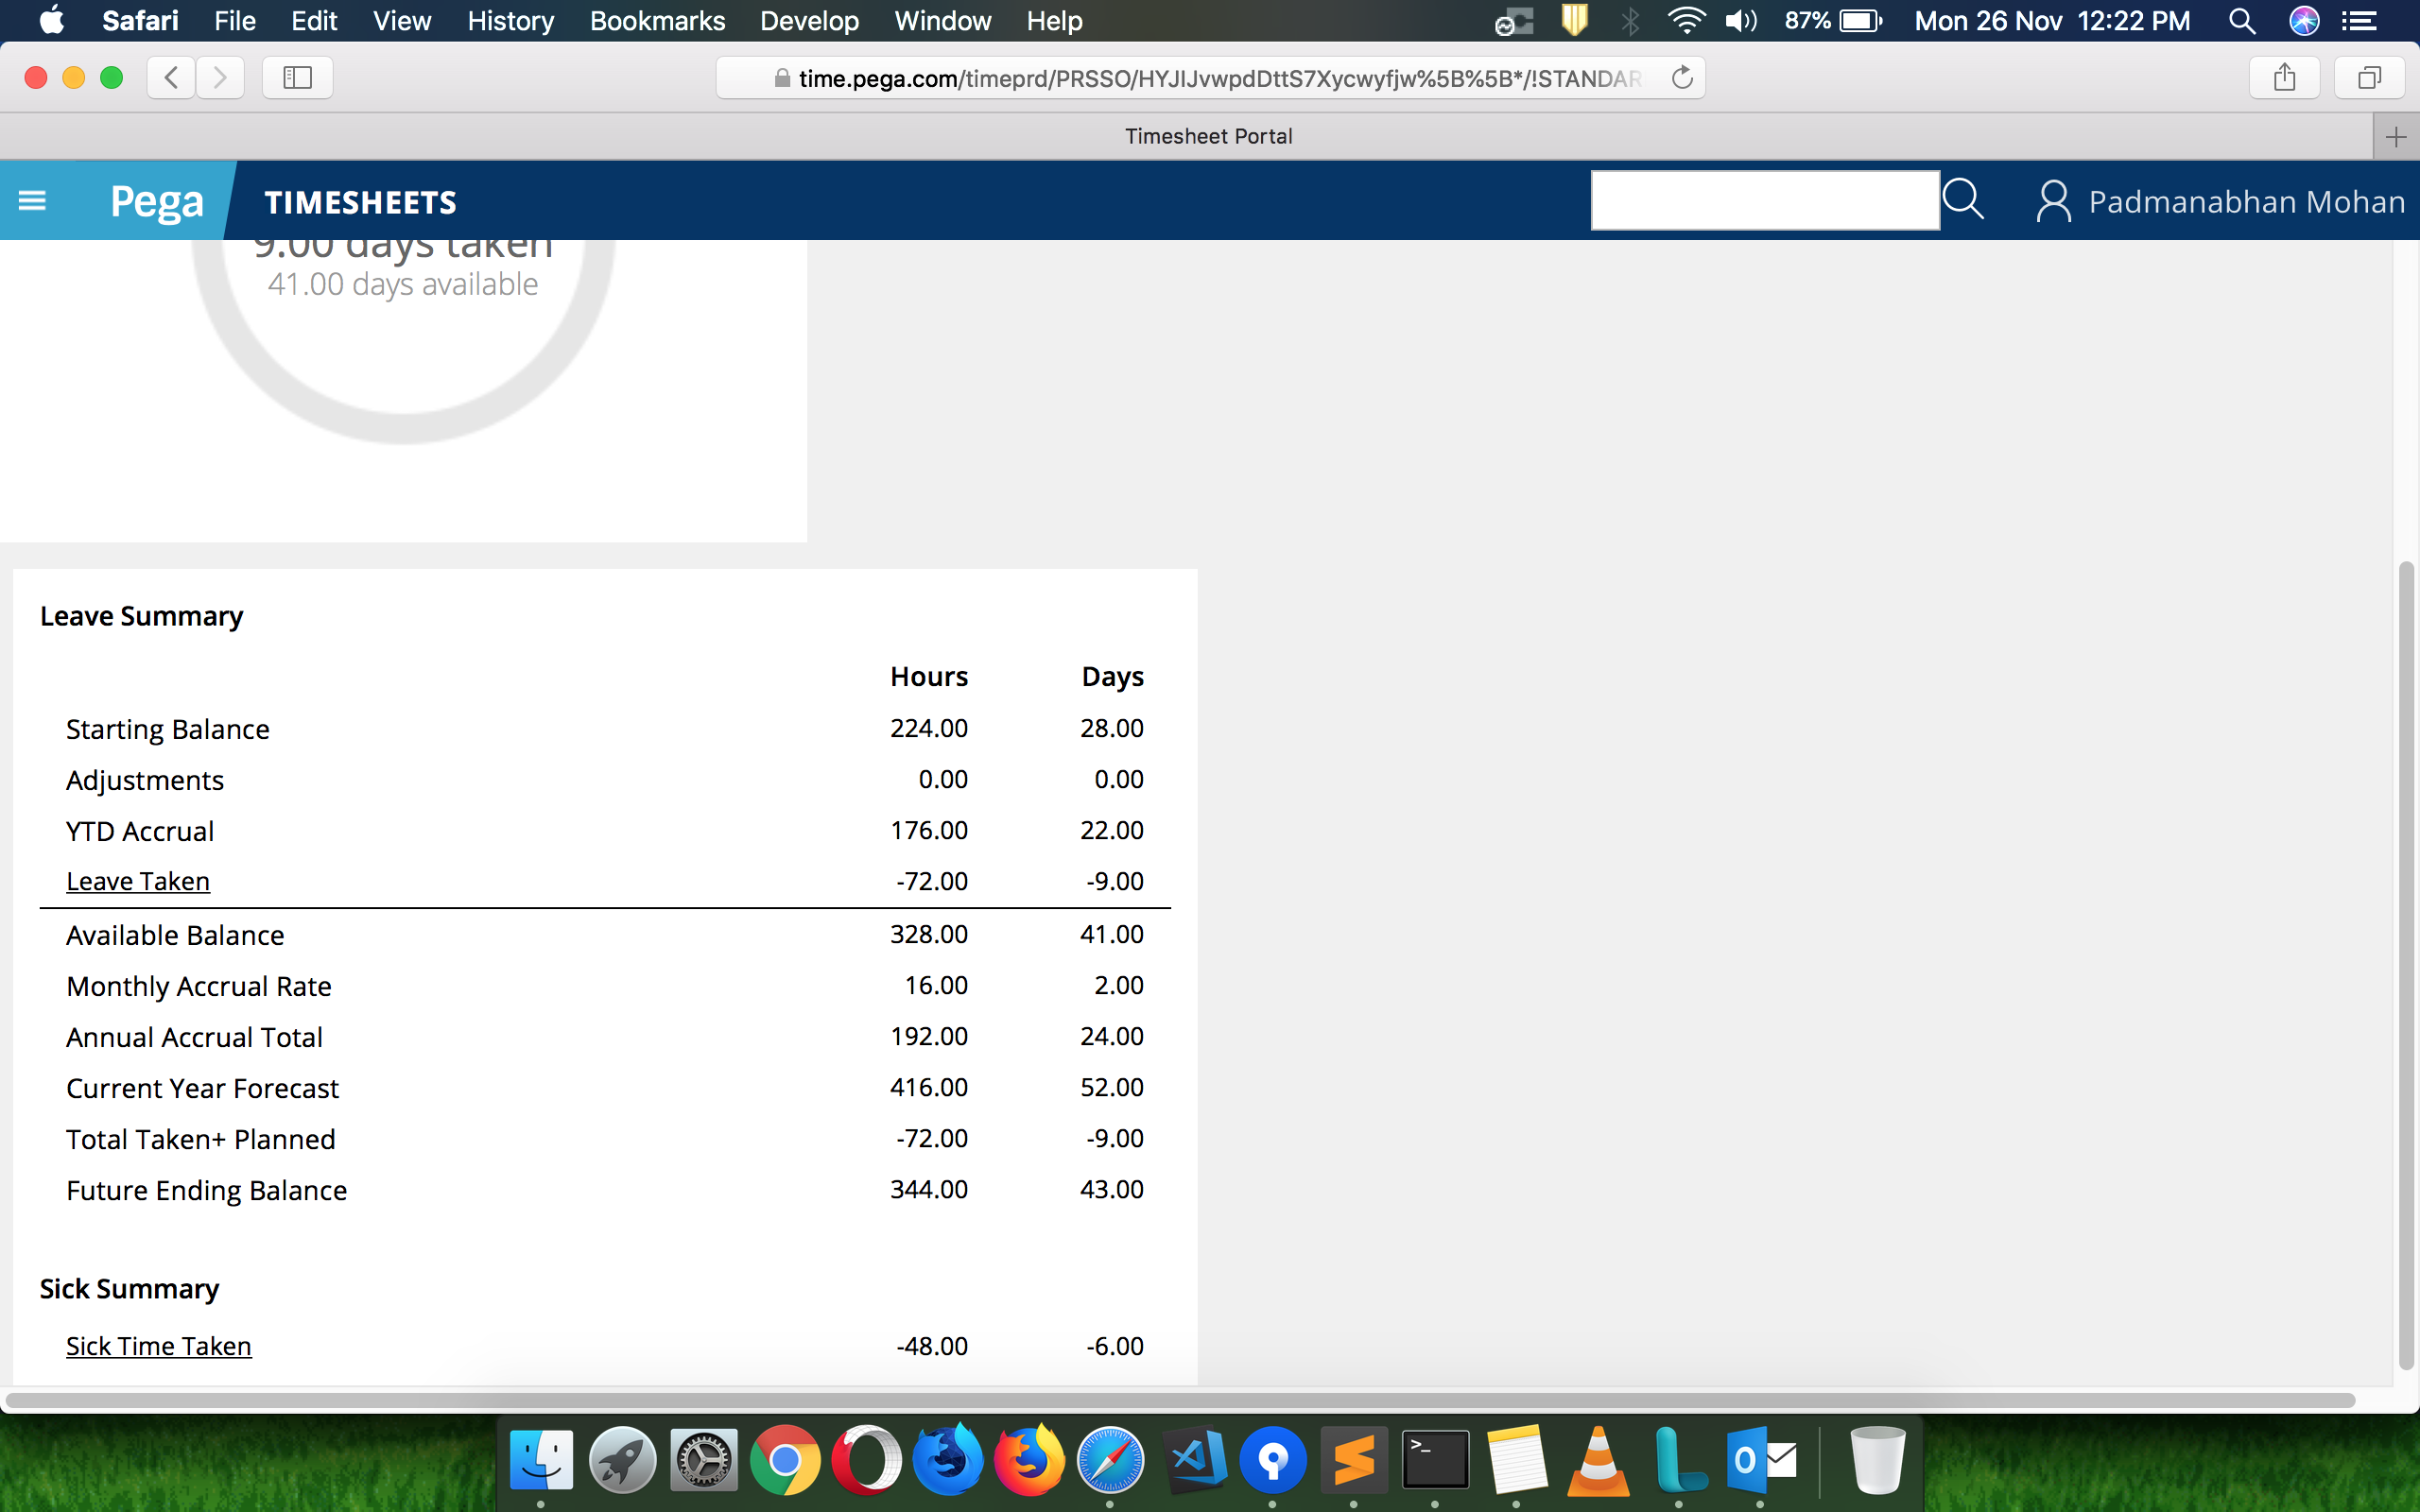 Safari File Edit View History Bookmarks Develop Window Help 87% Mon 26 Nov 12:22 PM
time.pega.com/timeprd/PRSSO/HYJIJvwpdDttS7Xycwyfjw%5B%5B*/!STANDAR
Timesheet Portal
Pega TIMESHEETS Padmanabhan Mohan
9.00 days taken
41.00 days available
Leave Summary
Hours Days
Starting Balance 224.00 28.00
Adjustments 0.00 0.00
YTD Accrual 176.00 22.00
Leave Taken -72.00 -9.00
Available Balance 328.00 41.00
Monthly Accrual Rate 16.00 2.00
Annual Accrual Total 192.00 24.00
Current Year Forecast 416.00 52.00
Total Taken+ Planned -72.00 -9.00
Future Ending Balance 344.00 43.00
Sick Summary
Sick Time Taken -48.00 -6.00